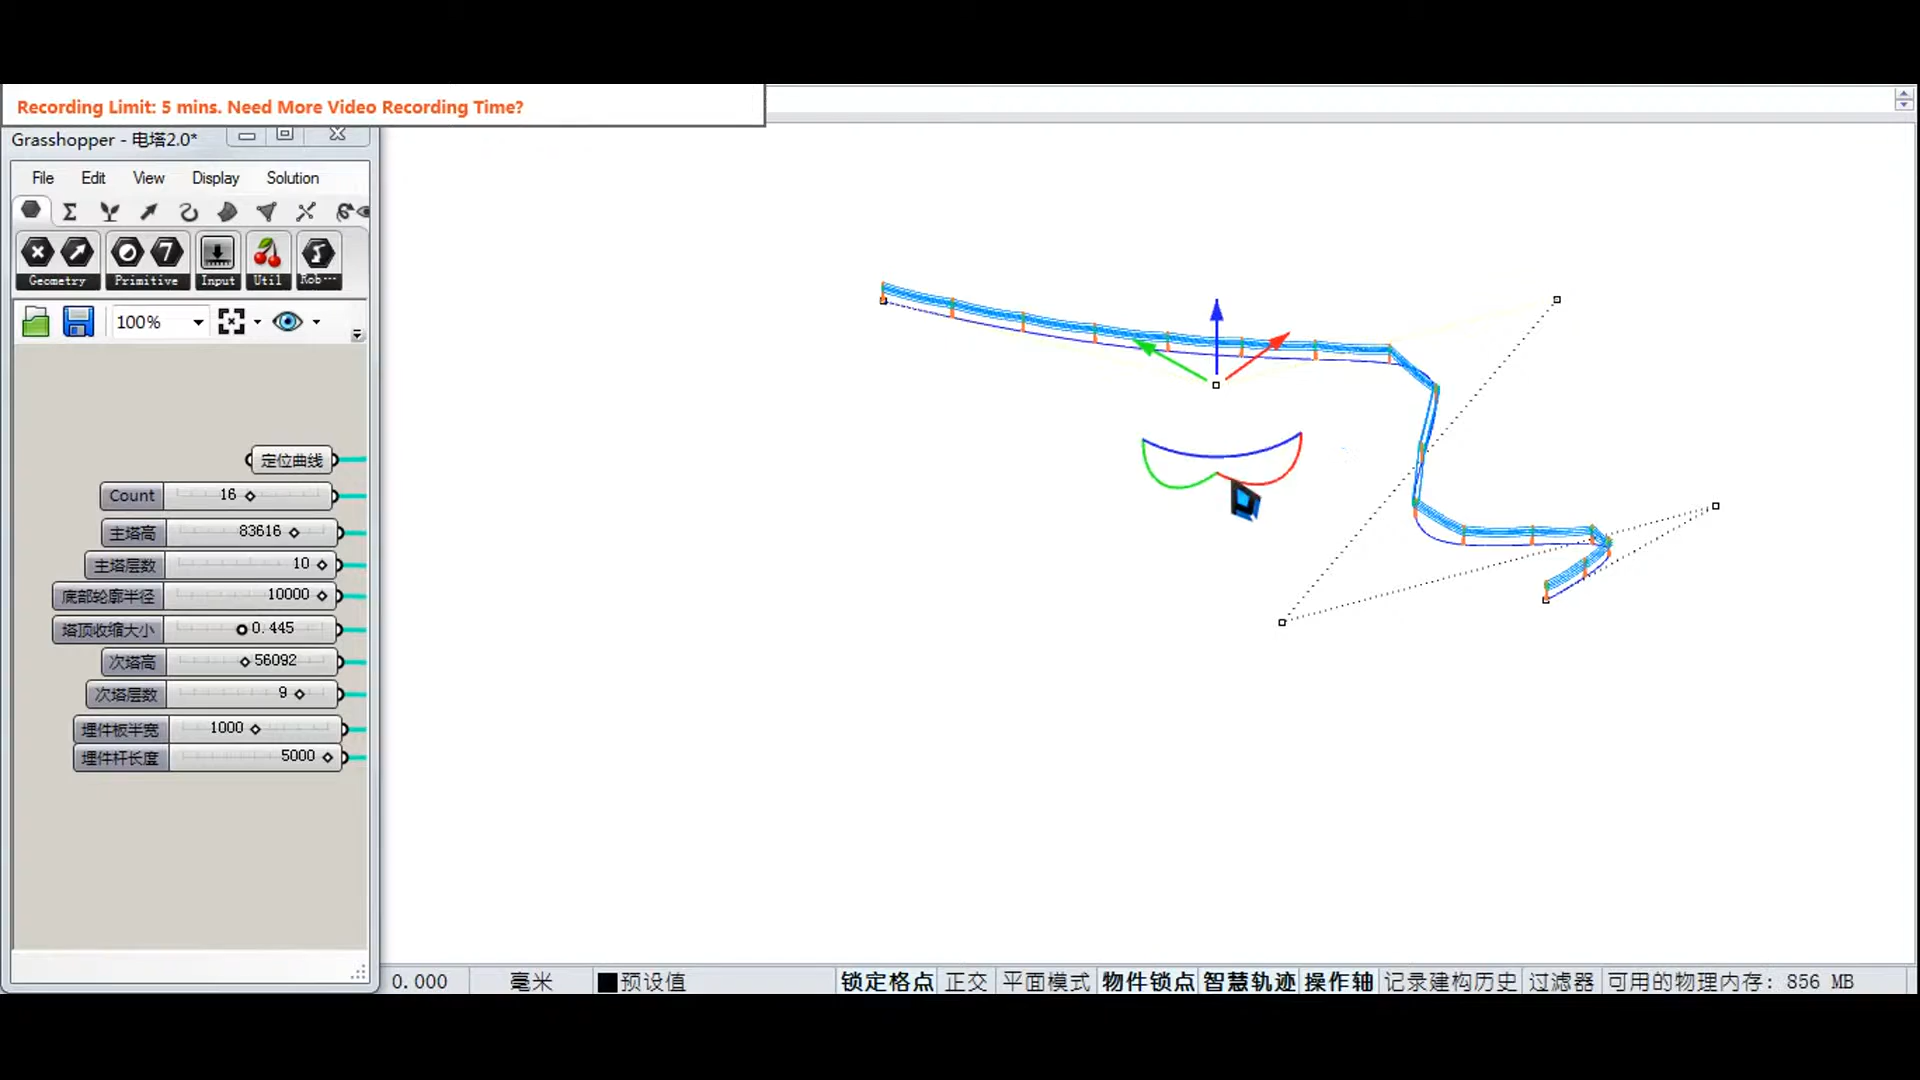 Recording Limit: 5 mins. Need More Video Recording Time?
Grasshopper - 电塔2.0*
File Edit View Display Solution
Geometry Primitive Input Util Rob···
100%
定位曲线
Count 16
主塔高 83616
主塔层数 10
底部轮廓半径 10000
塔顶收缩大小 0.445
次塔高 56092
次塔层数 9
埋件板半宽 1000
埋件杆长度 5000
0.000 毫米 预设值 锁定格点 正交 平面模式 物件锁点 智慧轨迹 操作轴 记录建构历史 过滤器 可用的物理内存: 856 MB